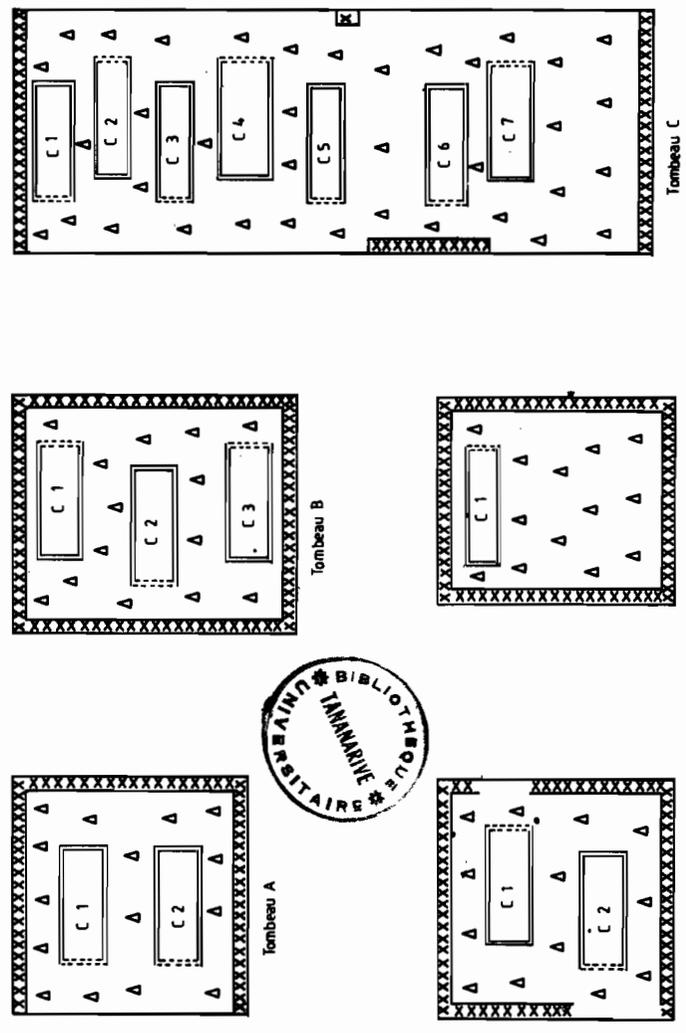 C 1
C 2
C 3
C 4
C 5
C 6
C 7
Tombeau C
C 1
C 2
C 3
Tombeau B
C 1
BIBLIOTHEQUE UNIVERSITAIRE
TANANARIVE
C 1
C 2
Tombeau A
C 1
C 2